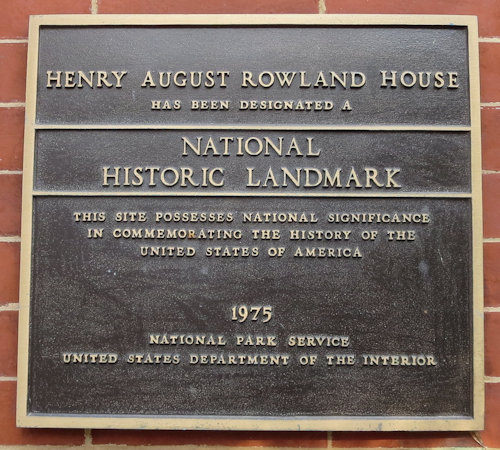 HENRY AUGUST ROWLAND HOUSE
HAS BEEN DESIGNATED A
NATIONAL
HISTORIC LANDMARK
THIS SITE POSSESSES NATIONAL SIGNIFICANCE
IN COMMEMORATING THE HISTORY OF THE
UNITED STATES OF AMERICA
1975
NATIONAL PARK SERVICE
UNITED STATES DEPARTMENT OF THE INTERIOR